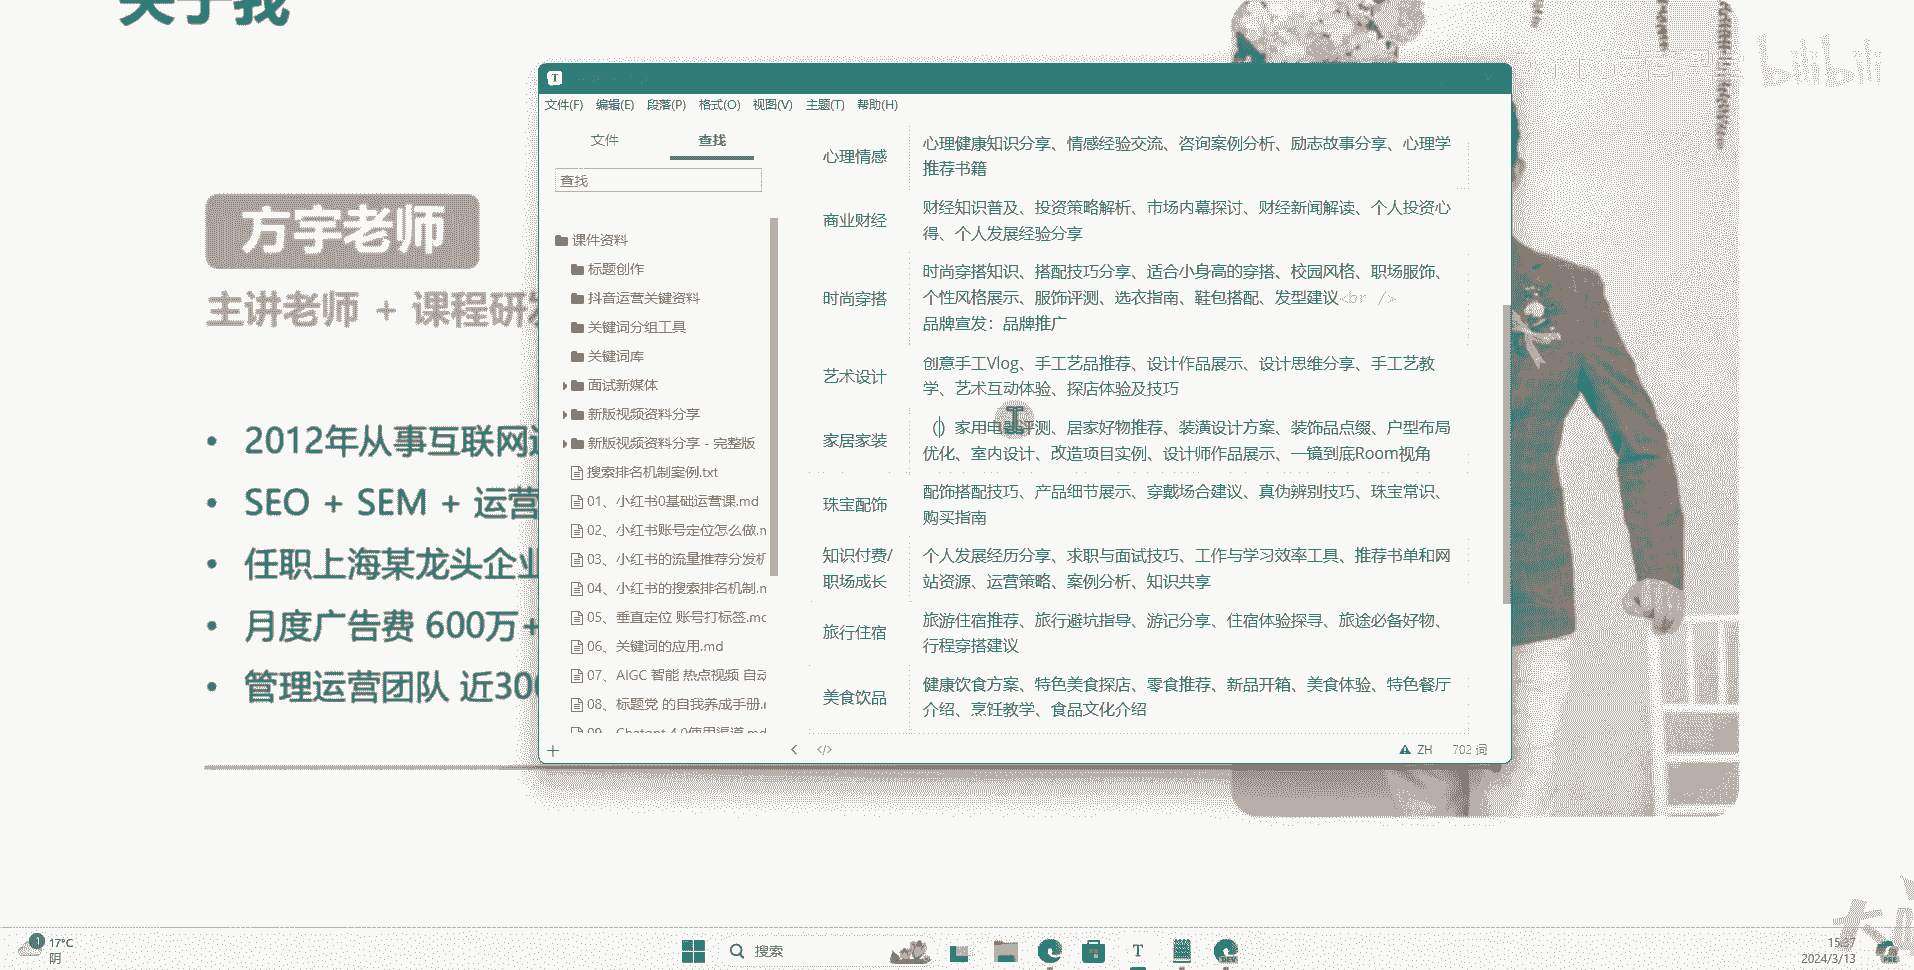 关于我
bilibili
方宇老师
主讲老师 + 课程研发
2012年从事互联网运
SEO + SEM + 运营
任职上海某龙头企业
月度广告费 600万+
管理运营团队 近300
文件(F) 编辑(E) 段落(P) 格式(O) 视图(V) 主题(T) 帮助(H)
文件 查找
查找
课件资料
标题创作
抖音运营关键资料
关键词分组工具
关键词库
面试新媒体
新版视频资料分享
新版视频资料分享 - 完整版
搜索排名机制案例.txt
01、小红书0基础运营课.md
02、小红书账号定位怎么做.m
03、小红书的流量推荐分发机
04、小红书的搜索排名机制.m
05、垂直定位 账号打标签.mc
06、关键词的应用.md
07、AIGC 智能 热点视频 自动
08、标题党 的自我养成手册.r
09、Chatgpt 4.0使用渠道.md
心理情感
心理健康知识分享、情感经验交流、咨询案例分析、励志故事分享、心理学
推荐书籍
商业财经
财经知识普及、投资策略解析、市场内幕探讨、财经新闻解读、个人投资心
得、个人发展经验分享
时尚穿搭
时尚穿搭知识、搭配技巧分享、适合小身高的穿搭、校园风格、职场服饰、
个性风格展示、服饰评测、选衣指南、鞋包搭配、发型建议<br />
品牌宣发：品牌推广
艺术设计
创意手工Vlog、手工艺品推荐、设计作品展示、设计思维分享、手工艺教
学、艺术互动体验、探店体验及技巧
家居家装
（）家用电器评测、居家好物推荐、装潢设计方案、装饰品点缀、户型布局
优化、室内设计、改造项目实例、设计师作品展示、一镜到底Room视角
珠宝配饰
配饰搭配技巧、产品细节展示、穿戴场合建议、真伪辨别技巧、珠宝常识、
购买指南
知识付费/
职场成长
个人发展经历分享、求职与面试技巧、工作与学习效率工具、推荐书单和网
站资源、运营策略、案例分析、知识共享
旅行住宿
旅游住宿推荐、旅行避坑指导、游记分享、住宿体验探寻、旅途必备好物、
行程穿搭建议
美食饮品
健康饮食方案、特色美食探店、零食推荐、新品开箱、美食体验、特色餐厅
介绍、烹饪教学、食品文化介绍
ZH 702 词
17°C
阴
搜索
15:37
2024/3/13